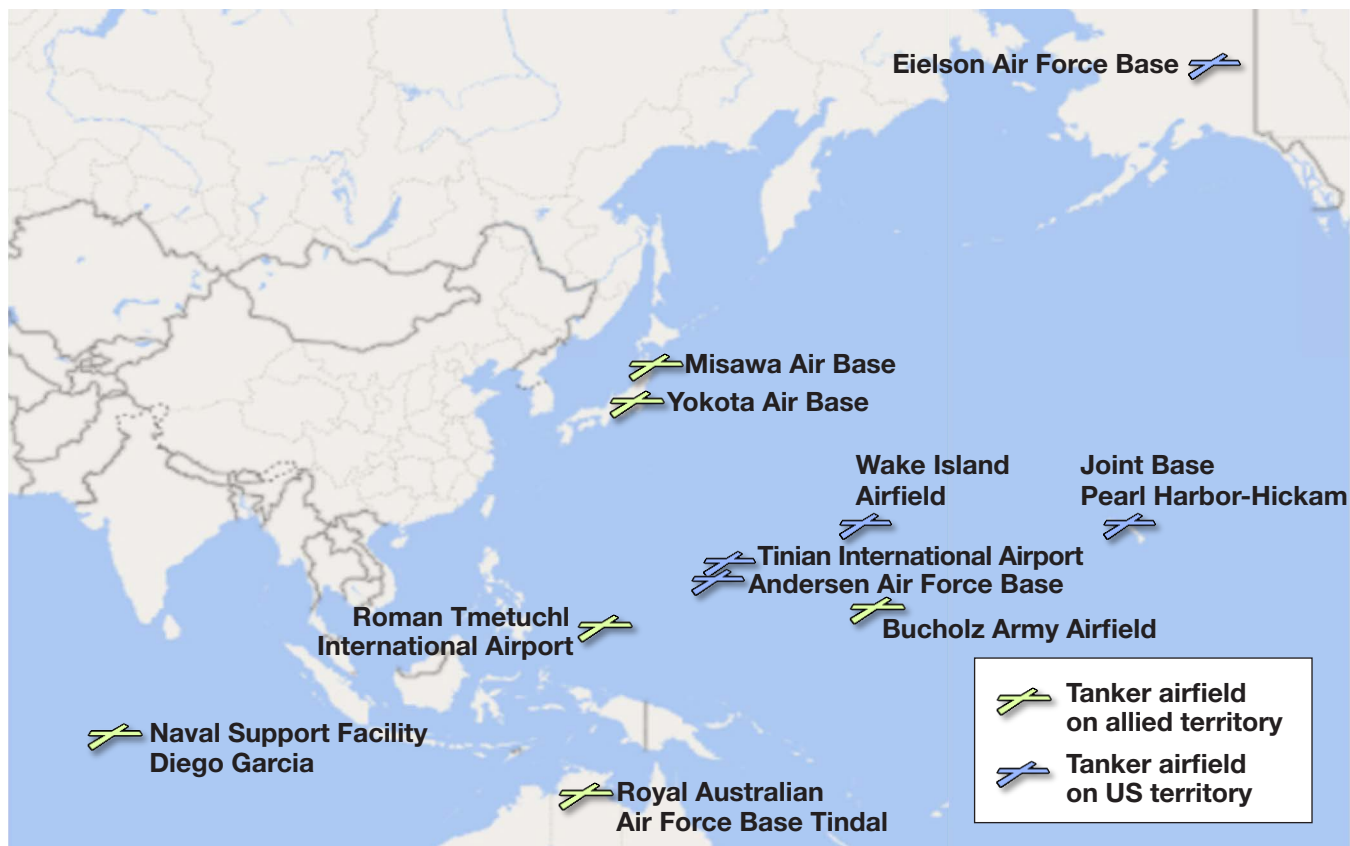 Eielson Air Force Base
Misawa Air Base
Yokota Air Base
Wake Island
Airfield
Joint Base
Pearl Harbor-Hickam
Tinian International Airport
Andersen Air Force Base
Roman Tmetuchl
International Airport
Bucholz Army Airfield
Naval Support Facility
Diego Garcia
Royal Australian
Air Force Base Tindal
Tanker airfield
on allied territory
Tanker airfield
on US territory